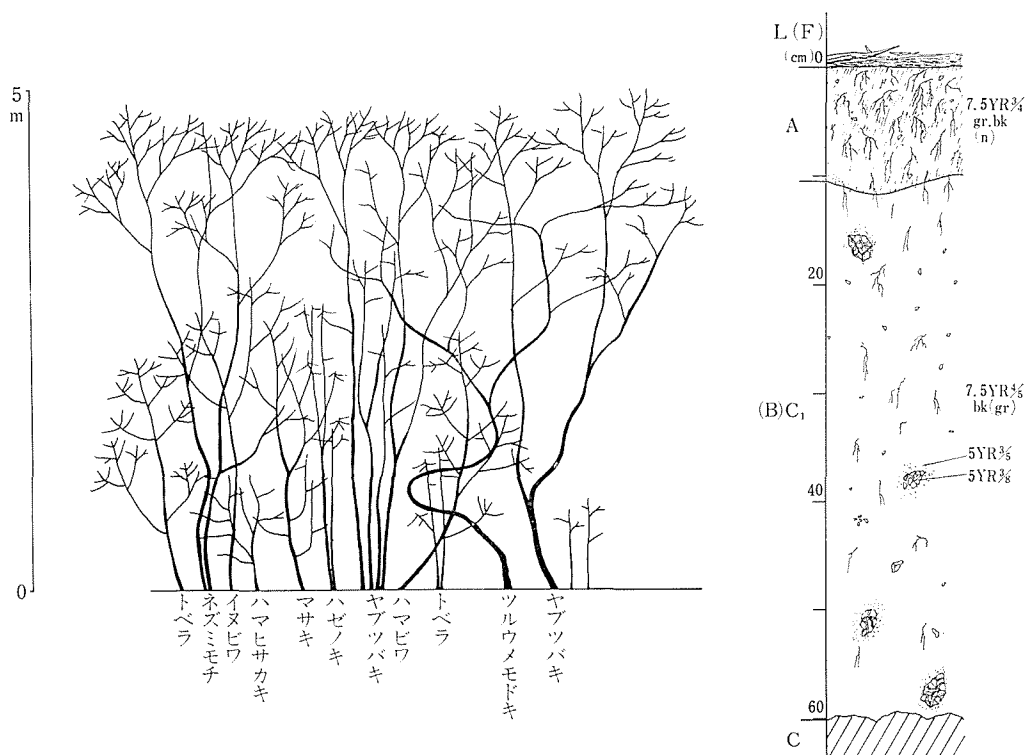 5
m
0
トベラ
ネズミモチ
イヌビワ
ハマヒサカキ
マサキ
ハゼノキ
ヤブツバキ
ハマビワ
トベラ
ツルウメモドキ
ヤブツバキ
L(F)
(cm)0
A
7.5YR¾
gr.bk
(n)
20
(B)C₁
7.5YR⅘
bk(gr)
5YR⅗
5YR3/8
40
60
C